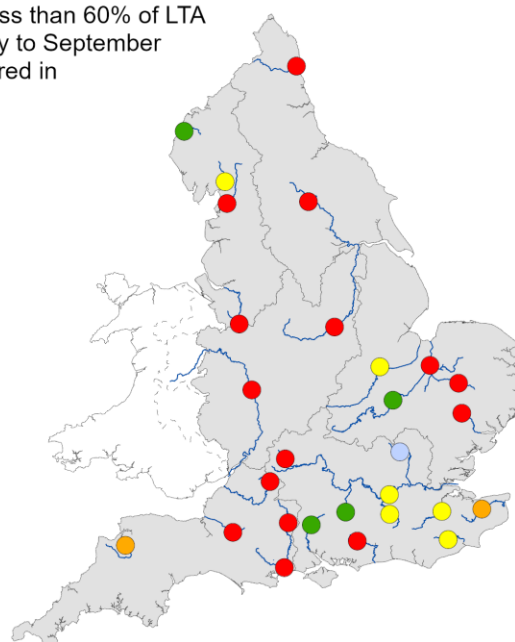 ss than 60% of LTA
y to September
red in